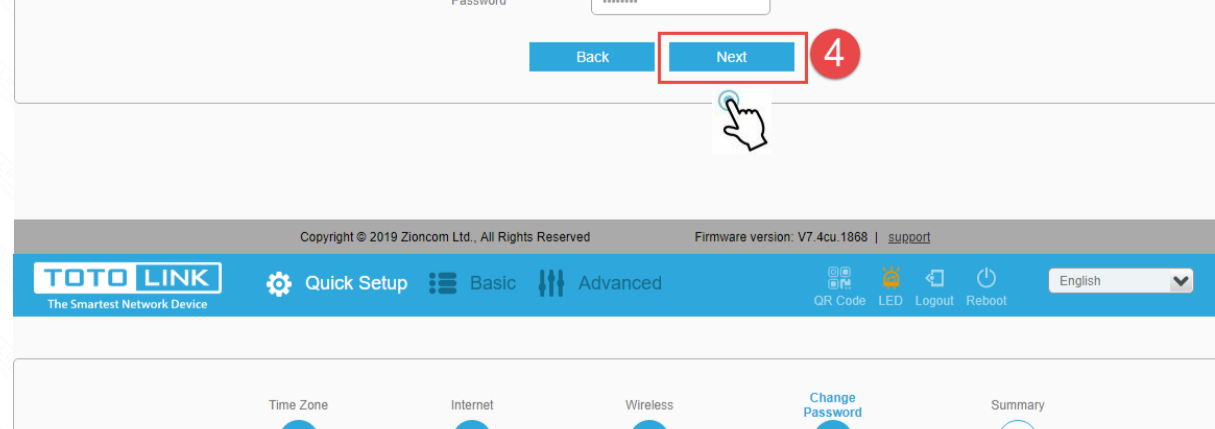 Password
Back Next 4
Copyright © 2019 Zioncom Ltd., All Rights Reserved Firmware version: V7.4cu.1868 | support
TOTO LINK
The Smartest Network Device
Quick Setup Basic Advanced
QR Code LED Logout Reboot
English
Time Zone Internet Wireless Change Password Summary